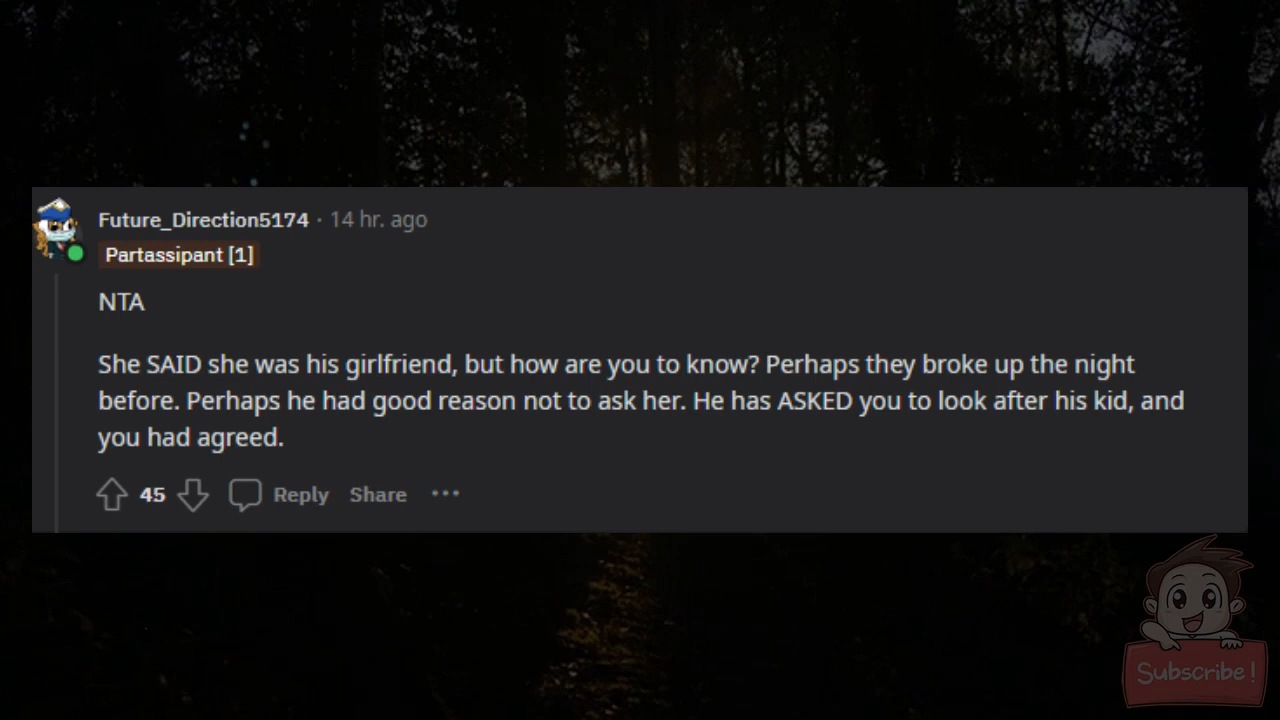 Future_Direction5174 · 14 hr. ago
Partassipant [1]
NTA
She SAID she was his girlfriend, but how are you to know? Perhaps they broke up the night
before. Perhaps he had good reason not to ask her. He has ASKED you to look after his kid, and
you had agreed.
45 Reply Share ···
Subscribe!